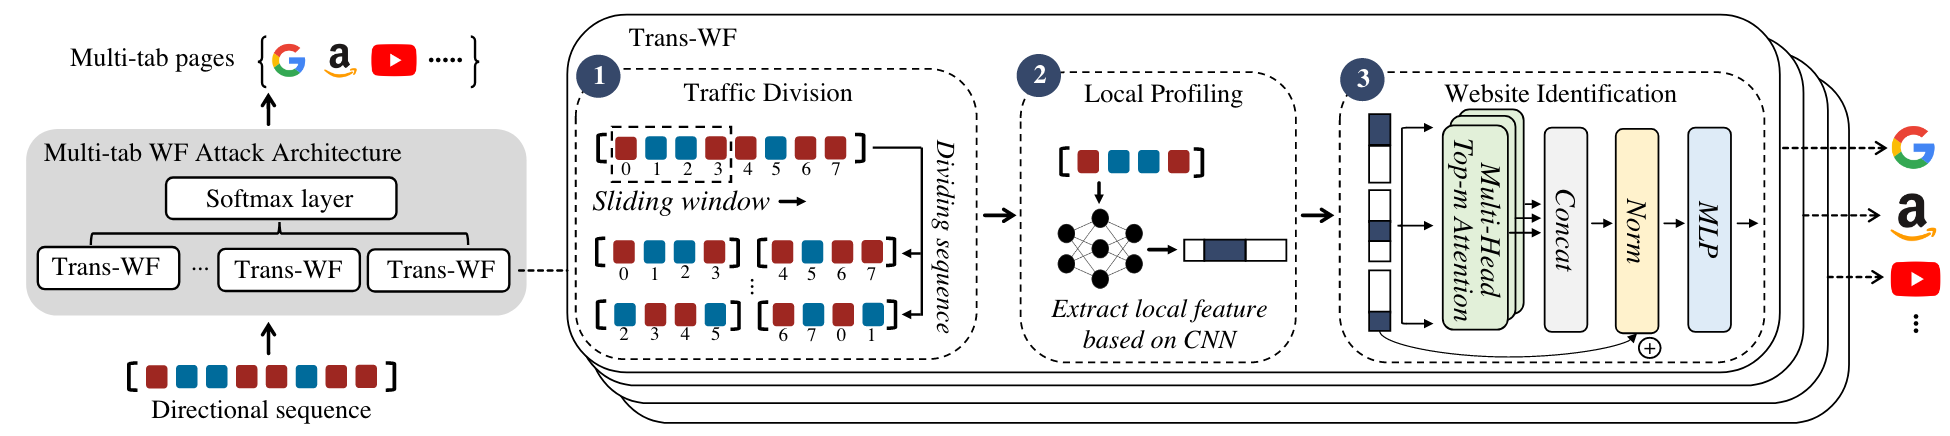 Multi-tab pages
Multi-tab WF Attack Architecture
Softmax layer
Trans-WF ... Trans-WF Trans-WF
Directional sequence
Trans-WF
1
Traffic Division
0 1 2 3 4 5 6 7
Sliding window
0 1 2 3 4 5 6 7
2 3 4 5 6 7 0 1
Dividing sequence
2
Local Profiling
Extract local feature
based on CNN
3
Website Identification
Multi-Head
Top-m Attention
Concat
Norm
MLP